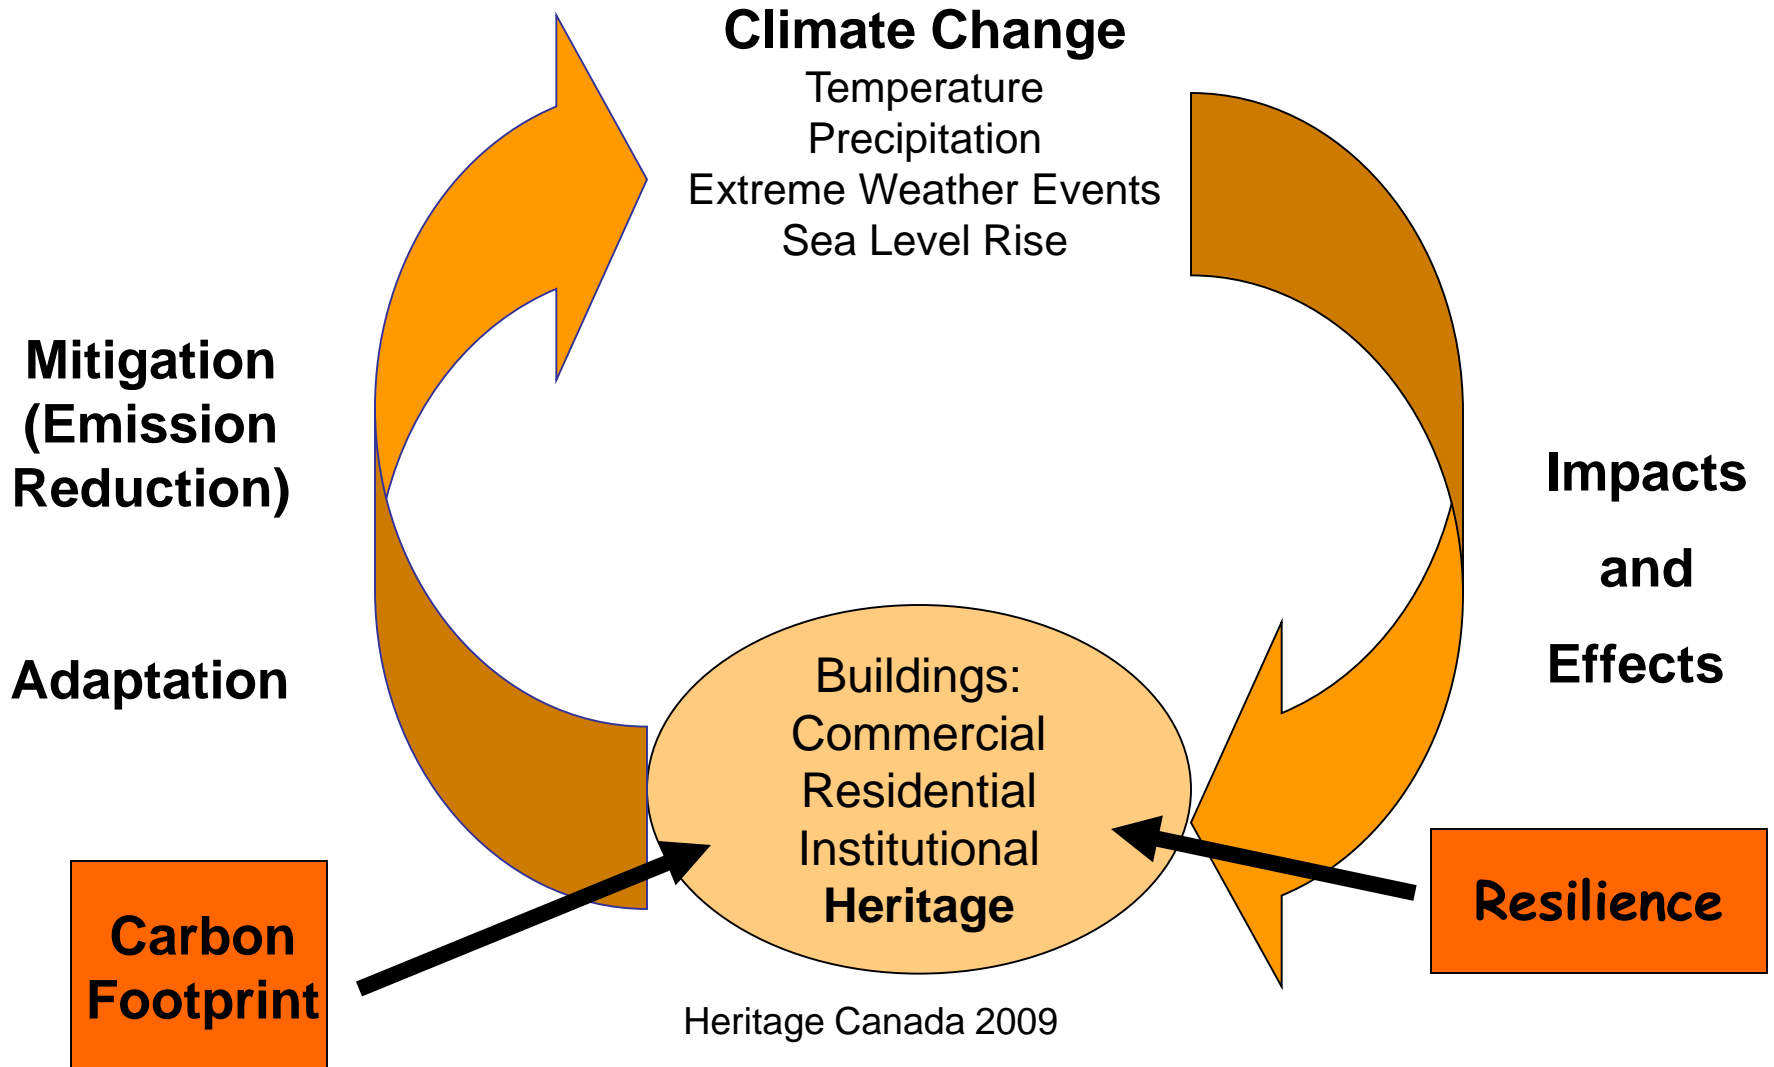 Climate Change
Temperature
Precipitation
Extreme Weather Events
Sea Level Rise
Mitigation
(Emission
Reduction)
Adaptation
Impacts
and
Effects
Buildings:
Commercial
Residential
Institutional
Heritage
Carbon
Footprint
Resilience
Heritage Canada 2009